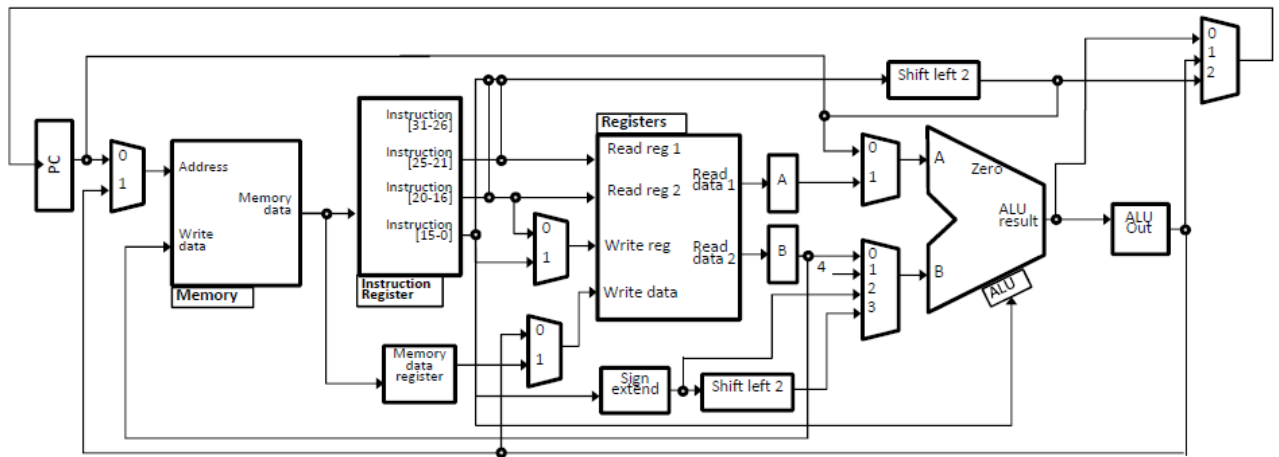 PC
0
1
Address
Memory
data
Write
data
Memory
Instruction
[31-26]
Instruction
[25-21]
Instruction
[20-16]
Instruction
[15-0]
Instruction
Register
Memory
data
register
0
1
0
1
Registers
Read reg 1
Read reg 2
Write reg
Write data
Read
data 1
Read
data 2
Sign
extend
Shift left 2
Shift left 2
A
B
4
0
1
0
1
2
3
A
B
Zero
ALU
result
ALU
ALU
Out
0
1
2